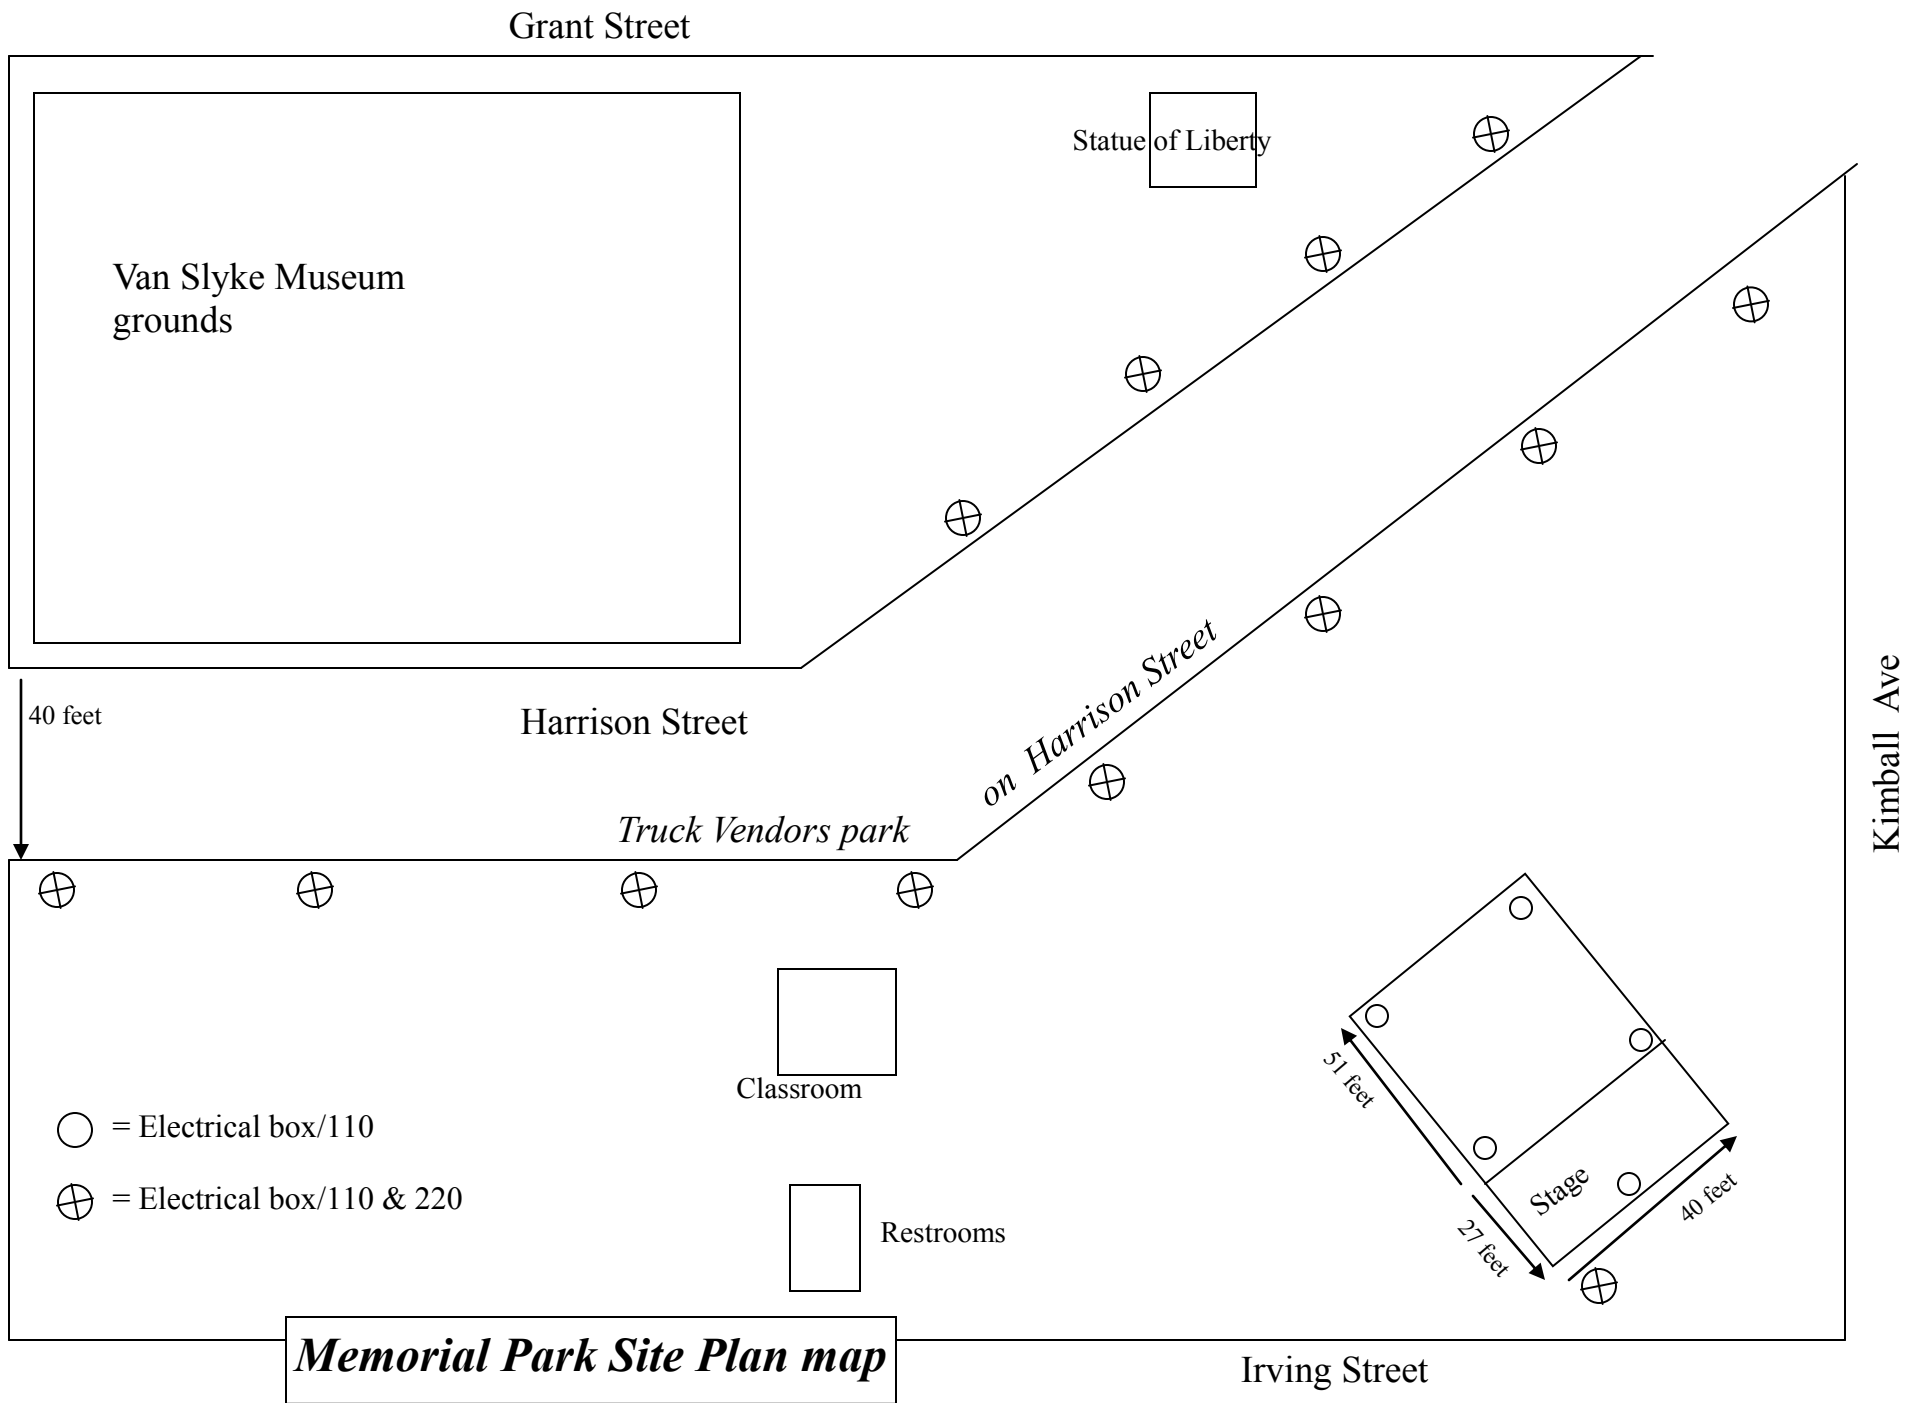 Grant Street
Statue of Liberty
Van Slyke Museum
grounds
40 feet
Harrison Street
on Harrison Street
Truck Vendors park
Kimball Ave
Classroom
51 feet
= Electrical box/110
= Electrical box/110 & 220
Stage
40 feet
27 feet
Restrooms
Memorial Park Site Plan map
Irving Street